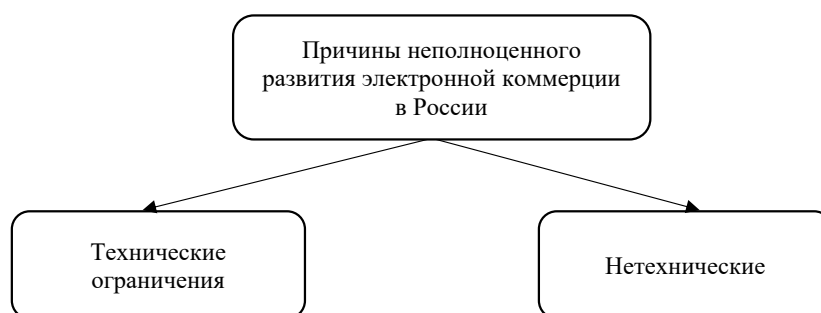 Причины неполноценного
развития электронной коммерции
в России
Технические
ограничения
Нетехнические